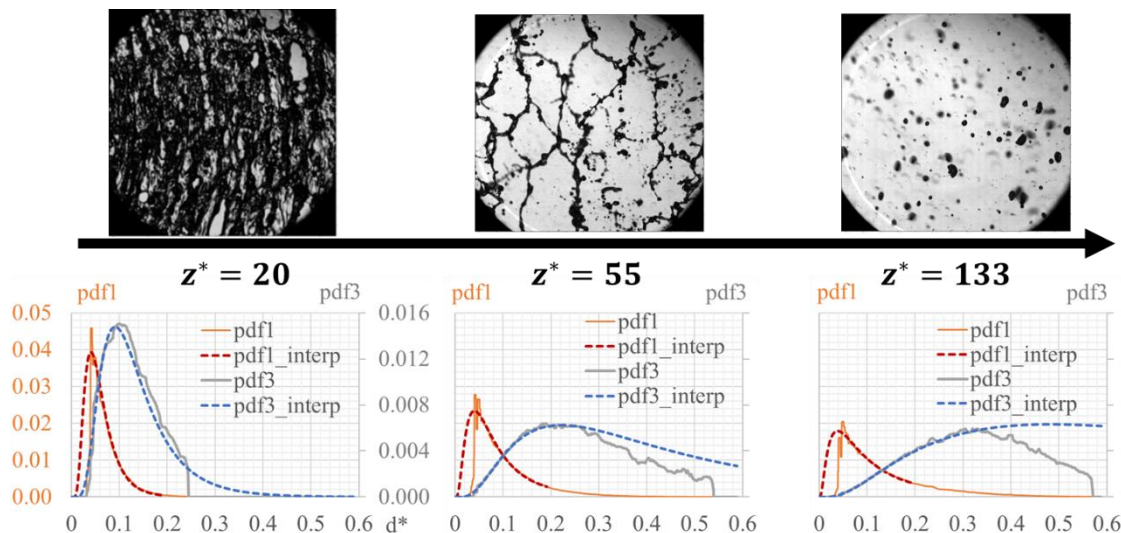 z* = 20
z* = 55
z* = 133
pdf1
pdf3
pdf1
pdf3
0.05
0.04
0.03
0.02
0.01
0.00
pdf1
pdf1_interp
pdf3
pdf3_interp
0 0.1 0.2 0.3 0.4 0.5 0.6
d*
0.016
0.012
0.008
0.004
0.000
pdf1
pdf1_interp
pdf3
pdf3_interp
0 0.1 0.2 0.3 0.4 0.5 0.6
pdf1
pdf1_interp
pdf3
pdf3_interp
0 0.1 0.2 0.3 0.4 0.5 0.6